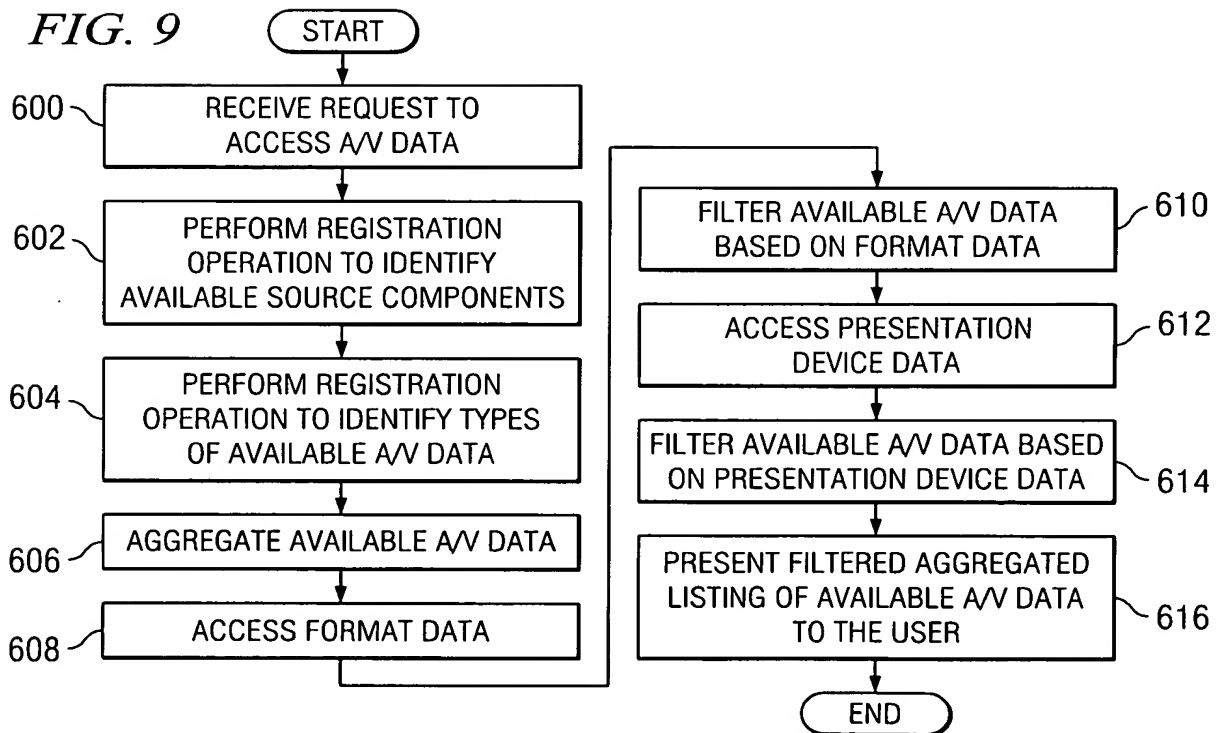 FIG. 9
START
600
RECEIVE REQUEST TO
ACCESS A/V DATA
602
PERFORM REGISTRATION
OPERATION TO IDENTIFY
AVAILABLE SOURCE COMPONENTS
604
PERFORM REGISTRATION
OPERATION TO IDENTIFY TYPES
OF AVAILABLE A/V DATA
606
AGGREGATE AVAILABLE A/V DATA
608
ACCESS FORMAT DATA
FILTER AVAILABLE A/V DATA
BASED ON FORMAT DATA
610
ACCESS PRESENTATION
DEVICE DATA
612
FILTER AVAILABLE A/V DATA BASED
ON PRESENTATION DEVICE DATA
614
PRESENT FILTERED AGGREGATED
LISTING OF AVAILABLE A/V DATA
TO THE USER
616
END